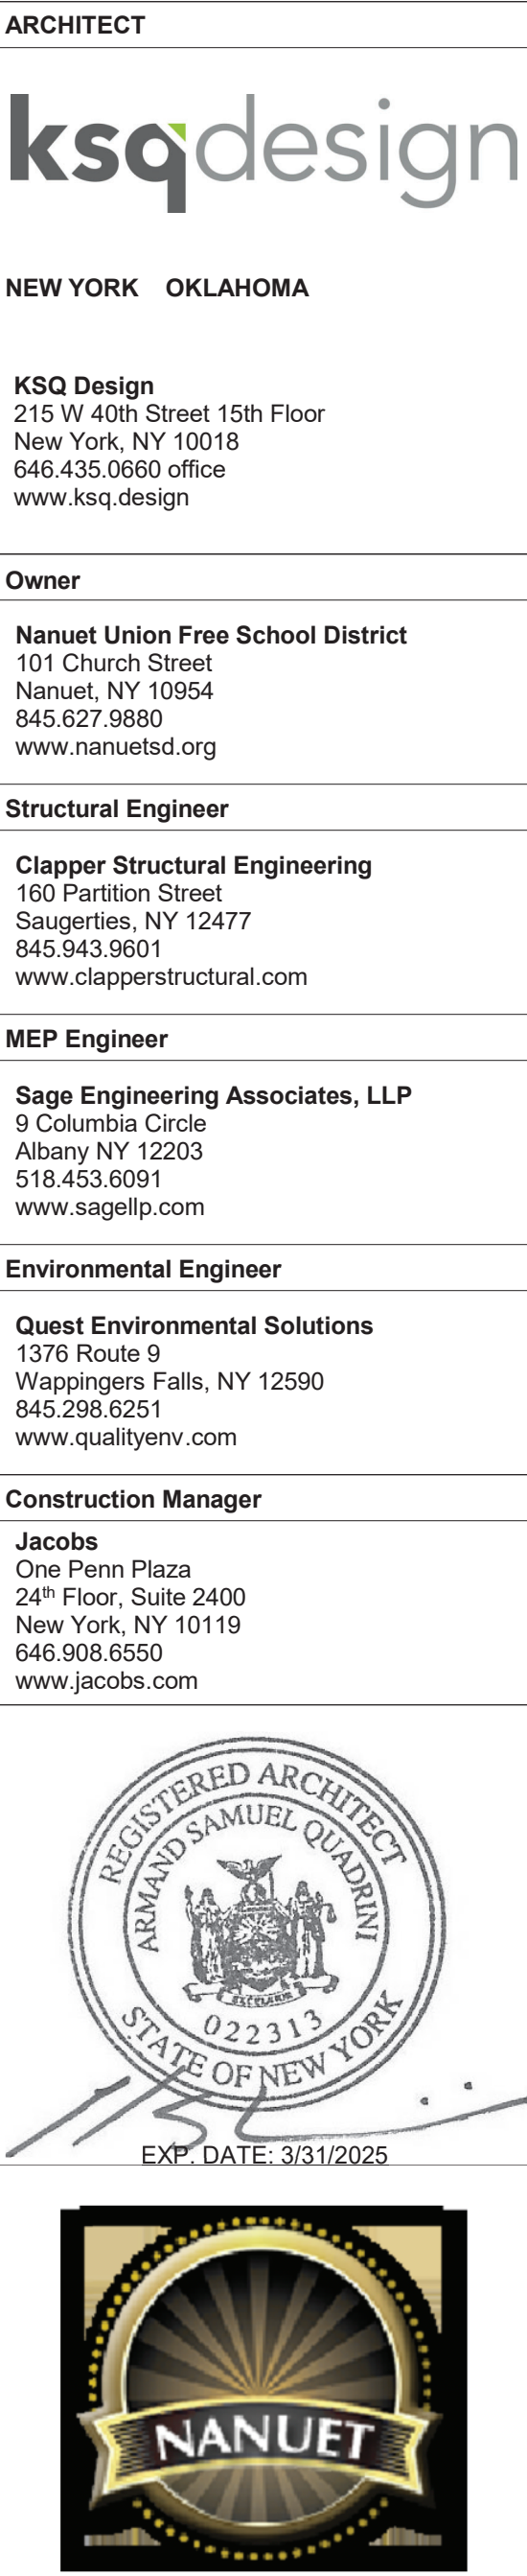 ARCHITECT
ksqdesign
NEW YORK OKLAHOMA
KSQ Design
215 W 40th Street 15th Floor
New York, NY 10018
646.435.0660 office
www.ksq.design
Owner
Nanuet Union Free School District
101 Church Street
Nanuet, NY 10954
845.627.9880
www.nanuetsd.org
Structural Engineer
Clapper Structural Engineering
160 Partition Street
Saugerties, NY 12477
845.943.9601
www.clapperstructural.com
MEP Engineer
Sage Engineering Associates, LLP
9 Columbia Circle
Albany NY 12203
518.453.6091
www.sagellp.com
Environmental Engineer
Quest Environmental Solutions
1376 Route 9
Wappingers Falls, NY 12590
845.298.6251
www.qualityenv.com
Construction Manager
Jacobs
One Penn Plaza
24th Floor, Suite 2400
New York, NY 10119
646.908.6550
www.jacobs.com
REGISTERED ARCHITECT
ARMAND SAMUEL QUADRINI
EXCELSIOR
022313
STATE OF NEW YORK
EXP. DATE: 3/31/2025
NANUET